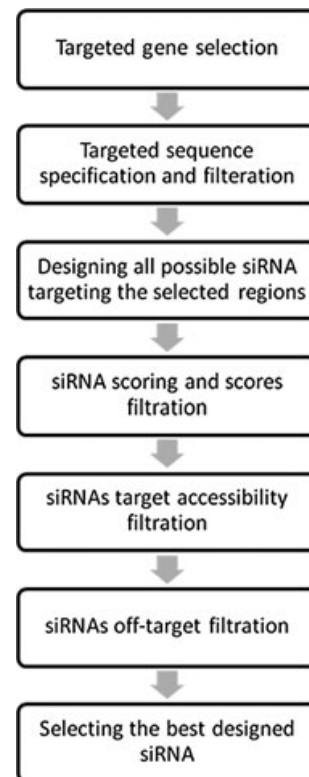 Targeted gene selection
Targeted sequence
specification and filteration
Designing all possible siRNA
targeting the selected regions
siRNA scoring and scores
filtration
siRNAs target accessibility
filtration
siRNAs off-target filtration
Selecting the best designed
siRNA